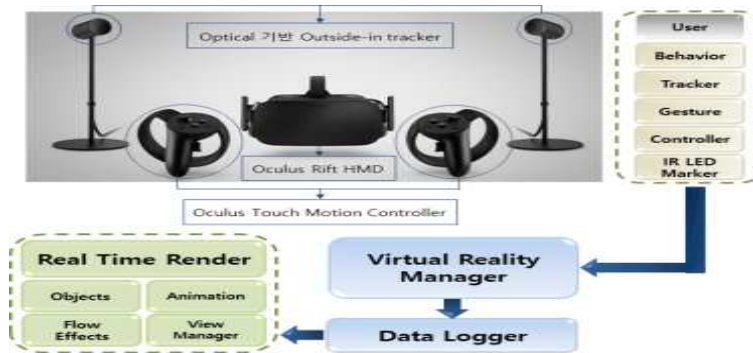 Optical 기반 Outside-in tracker
Oculus Rift HMD
Oculus Touch Motion Controller
User
Behavior
Tracker
Gesture
Controller
IR LED
Marker
Real Time Render
Objects
Animation
Flow
Effects
View
Manager
Virtual Reality
Manager
Data Logger